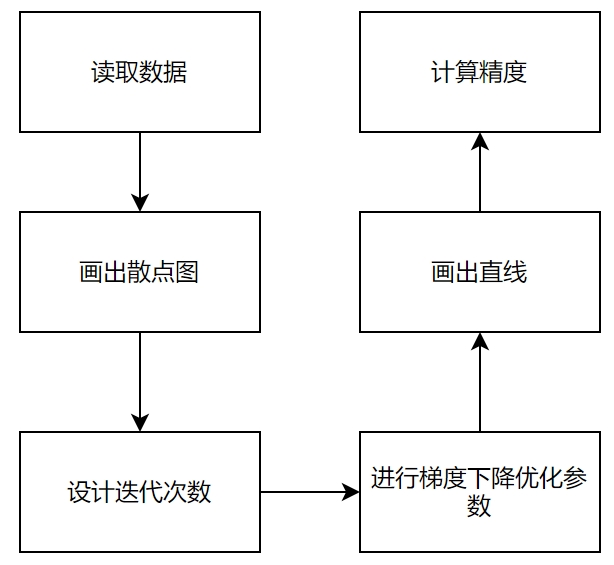 读取数据
画出散点图
设计迭代次数
进行梯度下降优化参
数
画出直线
计算精度